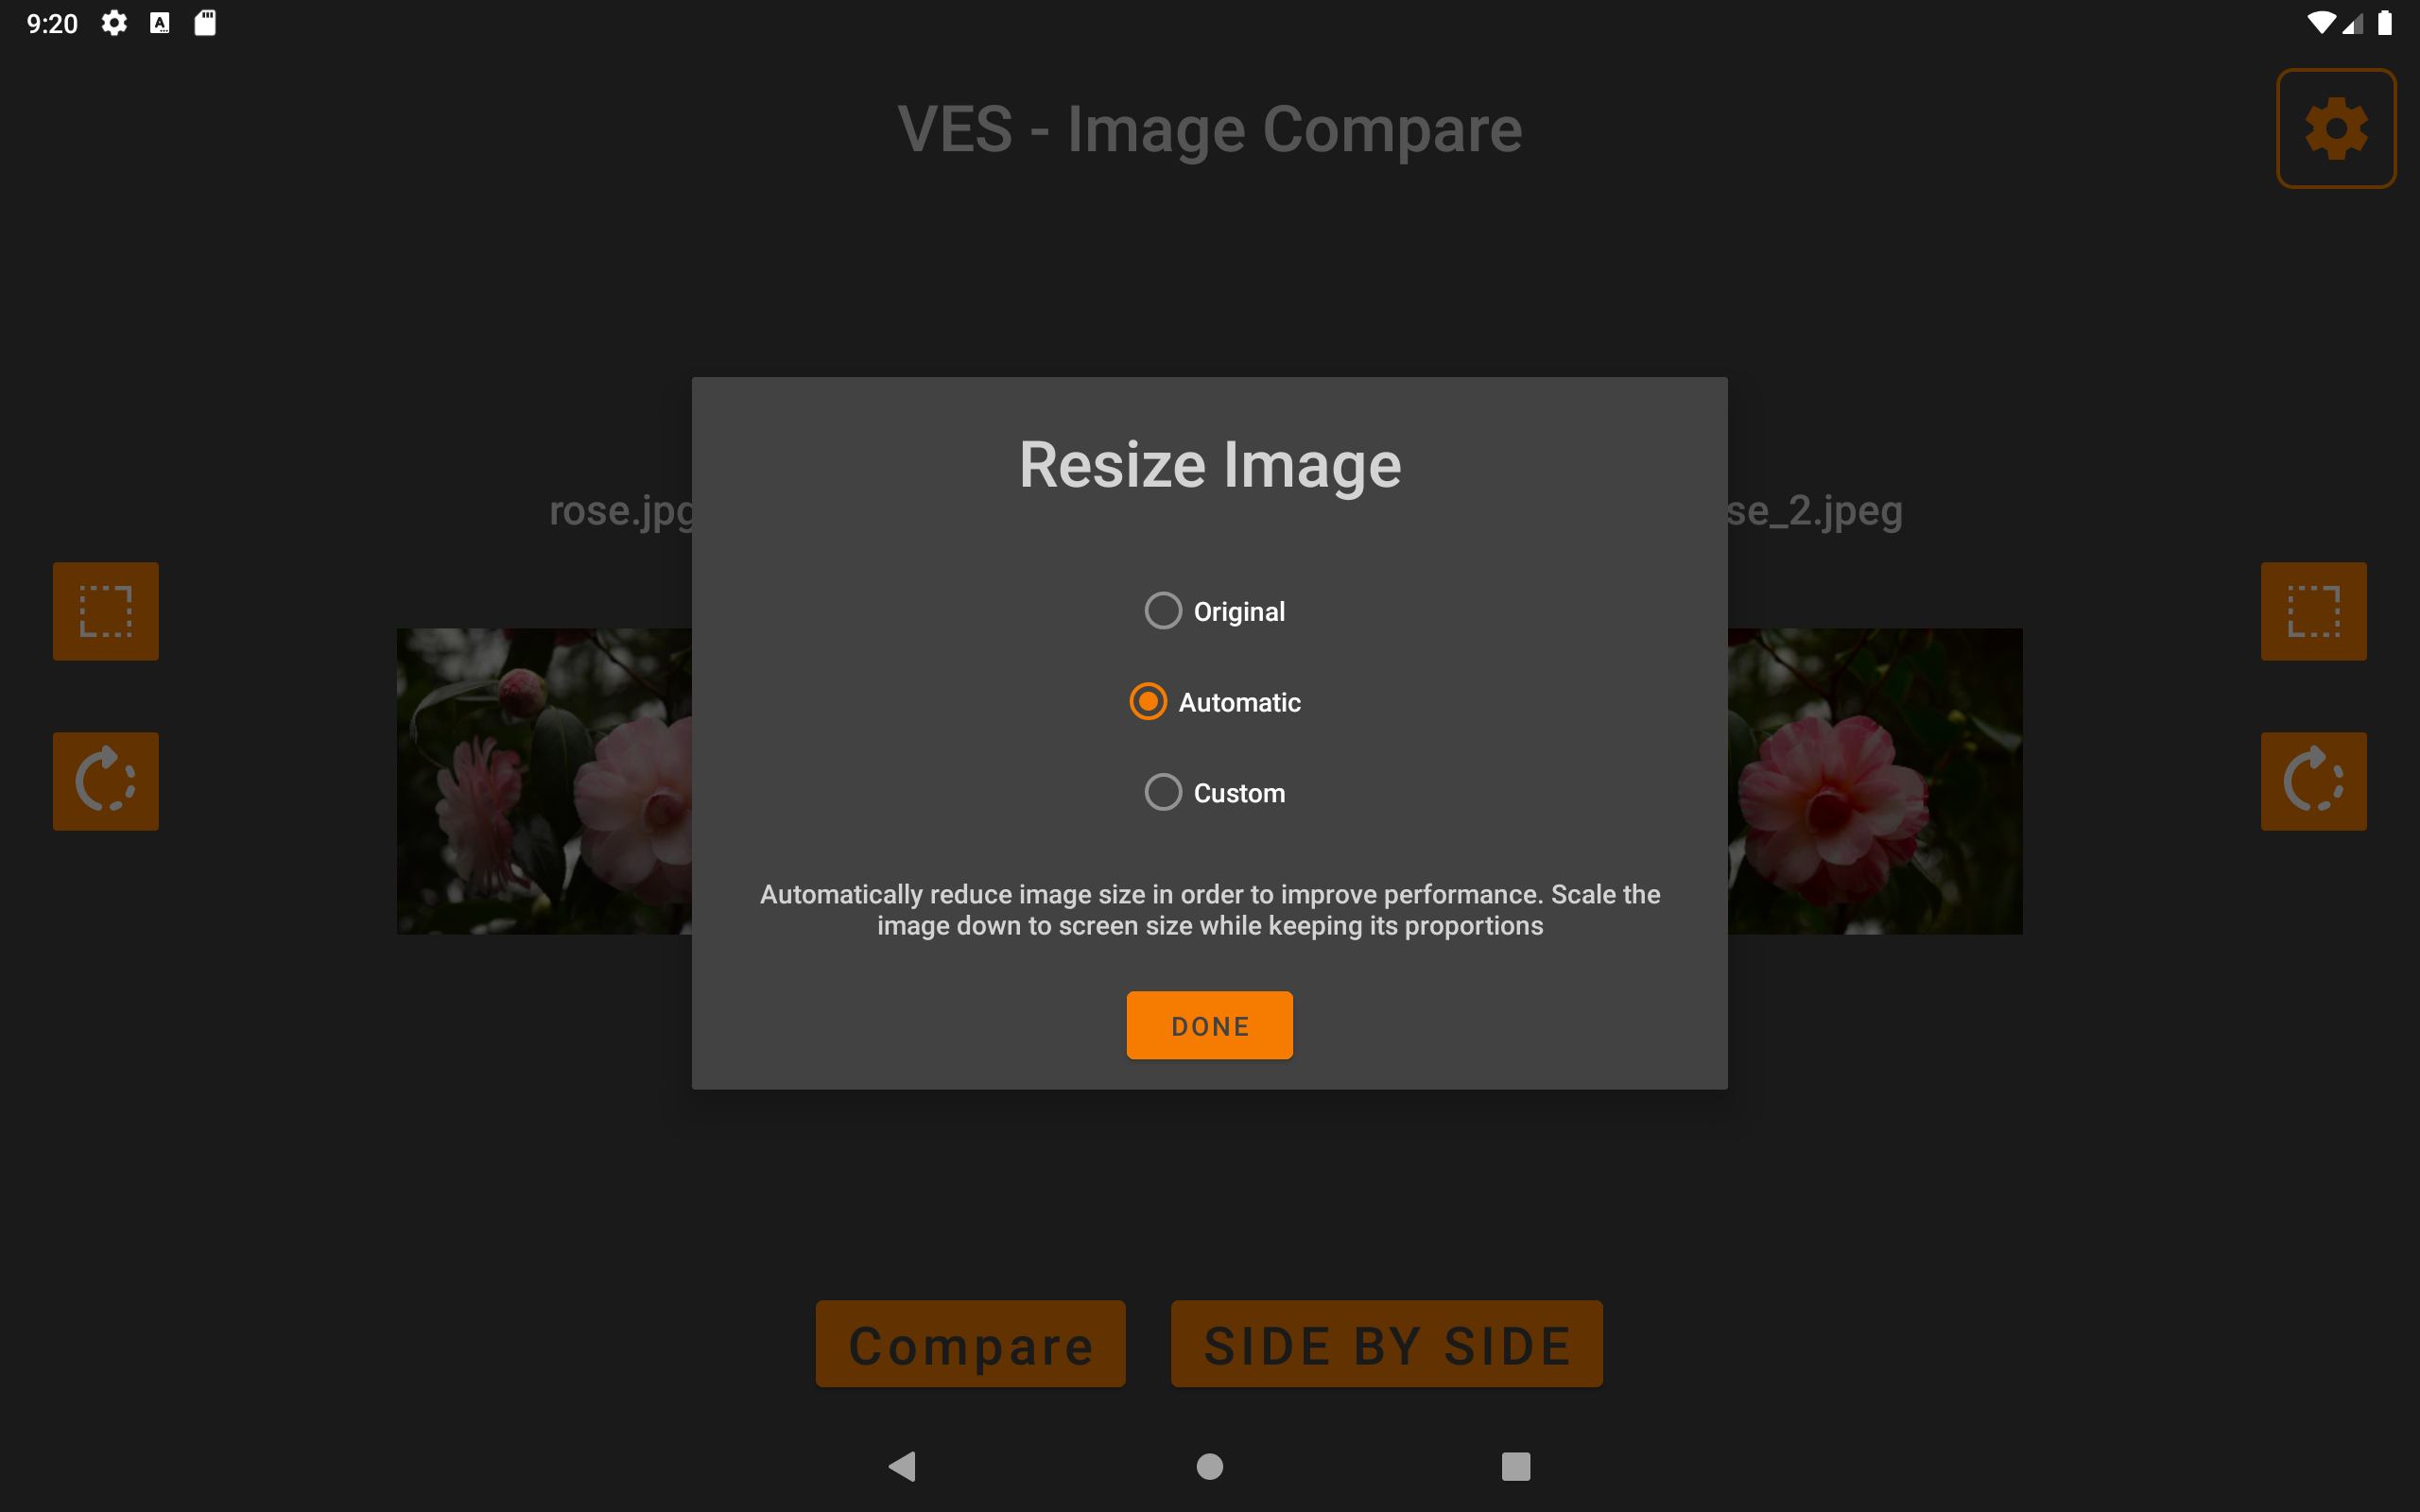 9:20
VES - Image Compare
Resize Image
rose.jpg
se_2.jpeg
Original
Automatic
Custom
Automatically reduce image size in order to improve performance. Scale the
image down to screen size while keeping its proportions
DONE
Compare
SIDE BY SIDE